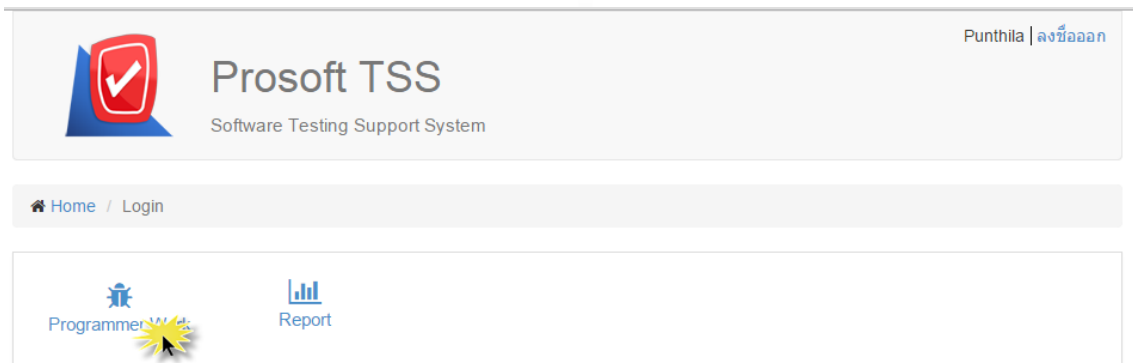 Punthila | ลงชื่อออก
Prosoft TSS
Software Testing Support System
Home / Login
Programmer
Report